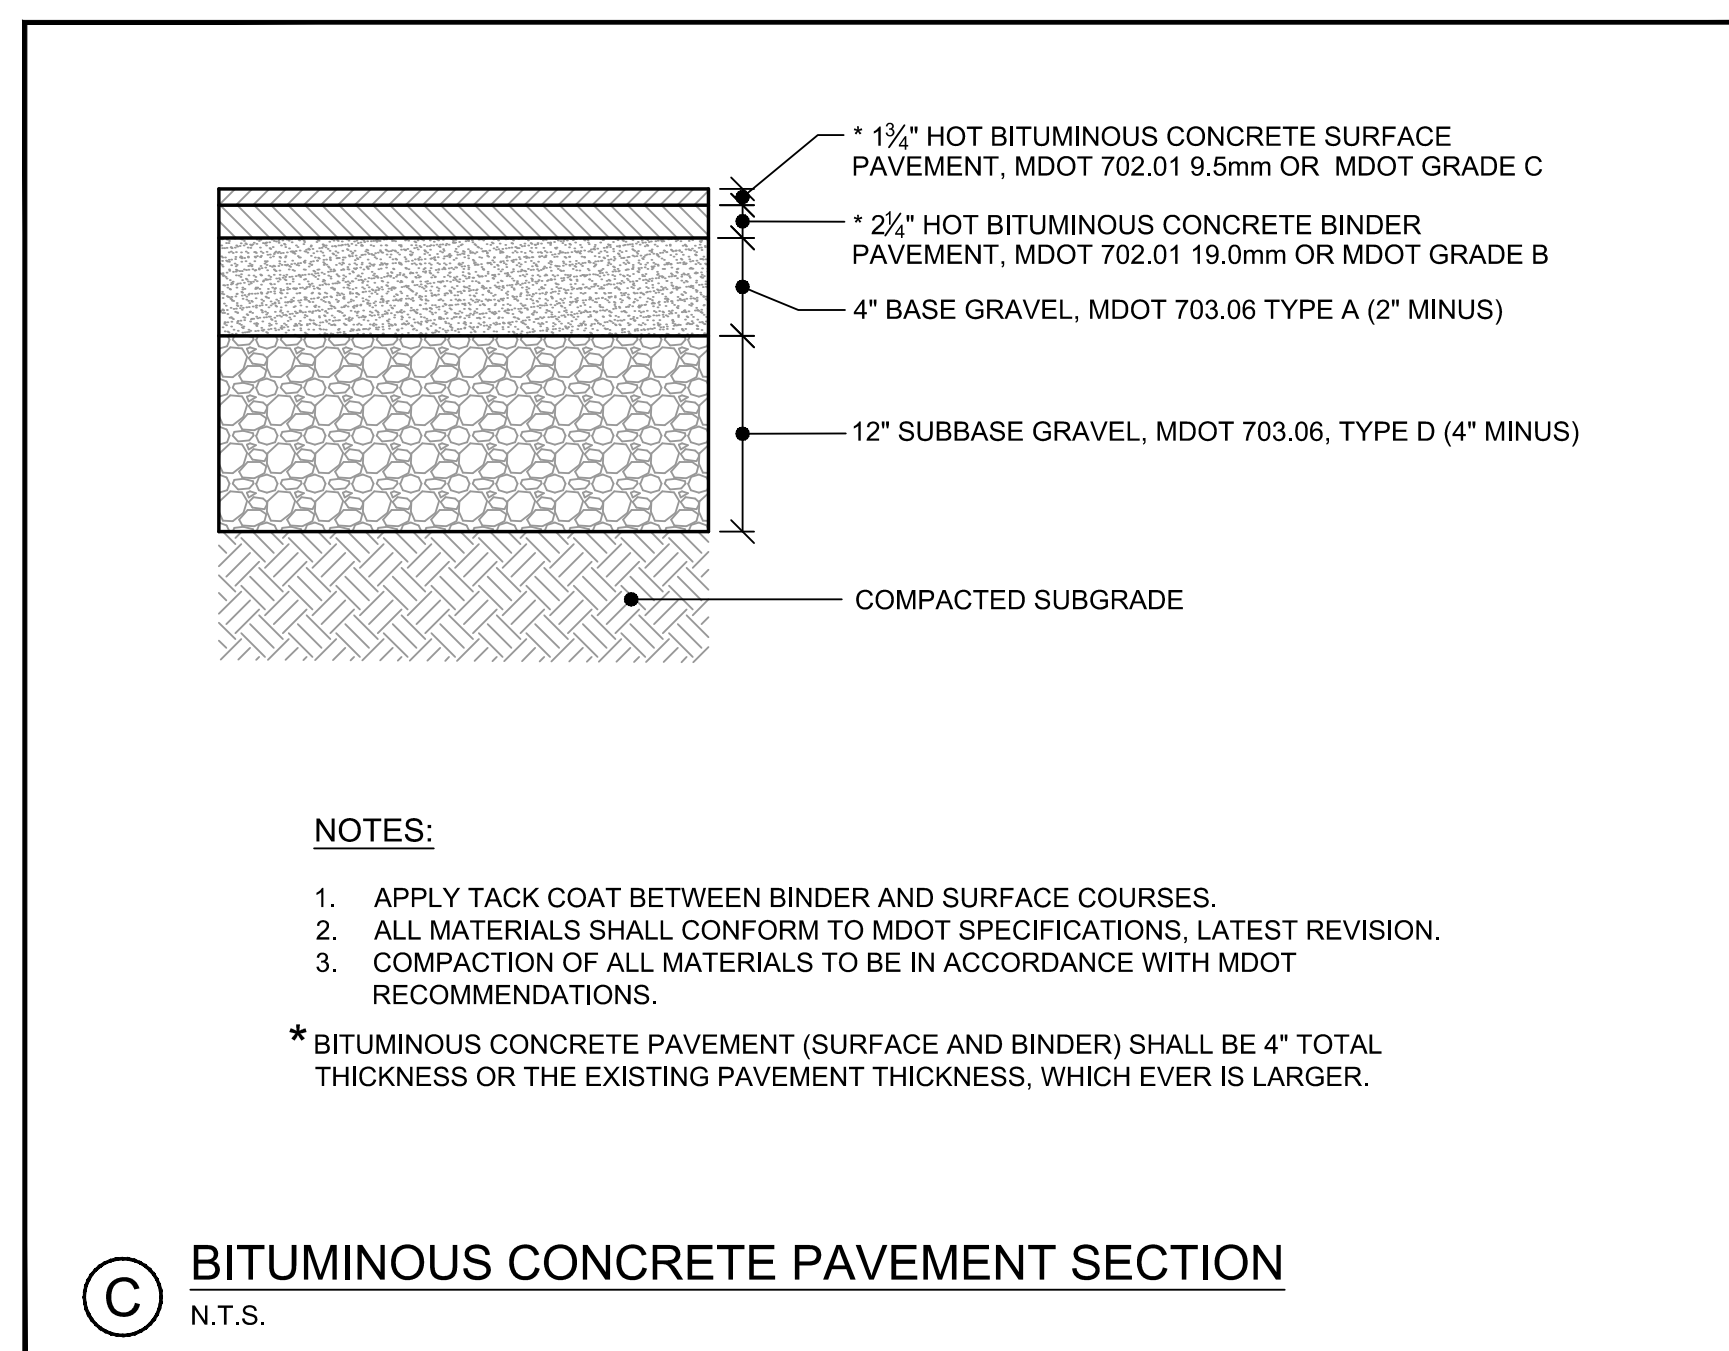 * 1¾" HOT BITUMINOUS CONCRETE SURFACE
PAVEMENT, MDOT 702.01 9.5mm OR MDOT GRADE C
* 2¼" HOT BITUMINOUS CONCRETE BINDER
PAVEMENT, MDOT 702.01 19.0mm OR MDOT GRADE B
4" BASE GRAVEL, MDOT 703.06 TYPE A (2" MINUS)
12" SUBBASE GRAVEL, MDOT 703.06, TYPE D (4" MINUS)
COMPACTED SUBGRADE
NOTES:
1. APPLY TACK COAT BETWEEN BINDER AND SURFACE COURSES.
2. ALL MATERIALS SHALL CONFORM TO MDOT SPECIFICATIONS, LATEST REVISION.
3. COMPACTION OF ALL MATERIALS TO BE IN ACCORDANCE WITH MDOT
RECOMMENDATIONS.
* BITUMINOUS CONCRETE PAVEMENT (SURFACE AND BINDER) SHALL BE 4" TOTAL
THICKNESS OR THE EXISTING PAVEMENT THICKNESS, WHICH EVER IS LARGER.
C BITUMINOUS CONCRETE PAVEMENT SECTION
N.T.S.